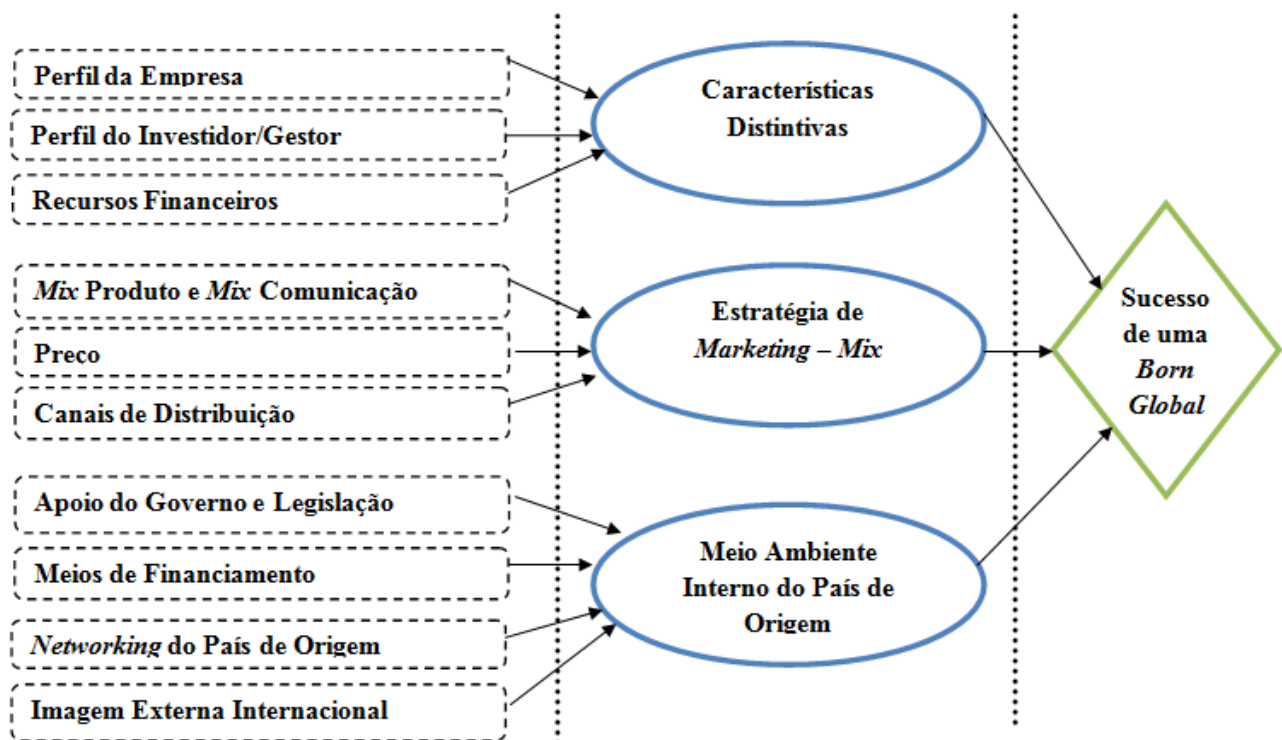 Perfil da Empresa
Perfil do Investidor/Gestor
Recursos Financeiros
Mix Produto e Mix Comunicação
Preco
Canais de Distribuição
Apoio do Governo e Legislação
Meios de Financiamento
Networking do País de Origem
Imagem Externa Internacional
Características
Distintivas
Estratégia de
Marketing – Mix
Meio Ambiente
Interno do País de
Origem
Sucesso
de uma
Born
Global